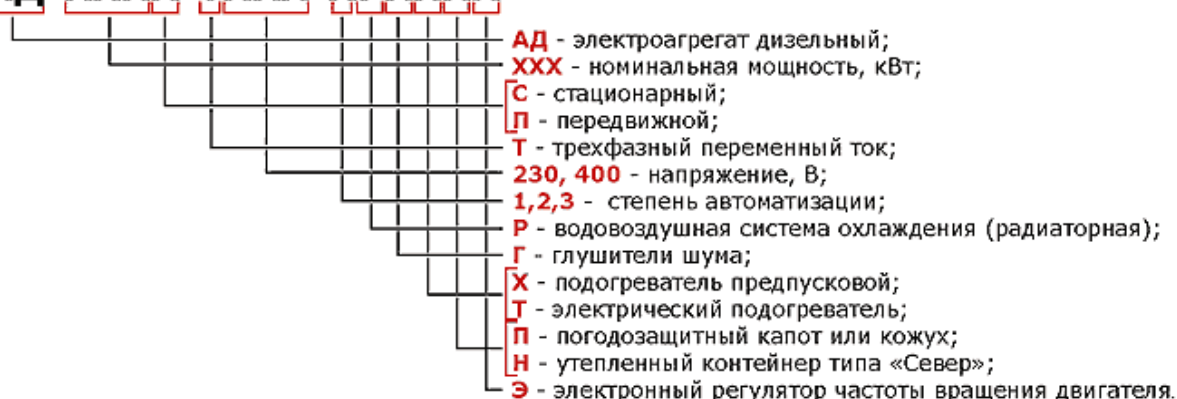 АД - электроагрегат дизельный;
ХХХ - номинальная мощность, кВт;
С - стационарный;
П - передвижной;
Т - трехфазный переменный ток;
230, 400 - напряжение, В;
1,2,3 - степень автоматизации;
Р - водовоздушная система охлаждения (радиаторная);
Г - глушители шума;
Х - подогреватель предпусковой;
Т - электрический подогреватель;
П - погодозащитный капот или кожух;
Н - утепленный контейнер типа «Север»;
Э - электронный регулятор частоты вращения двигателя.